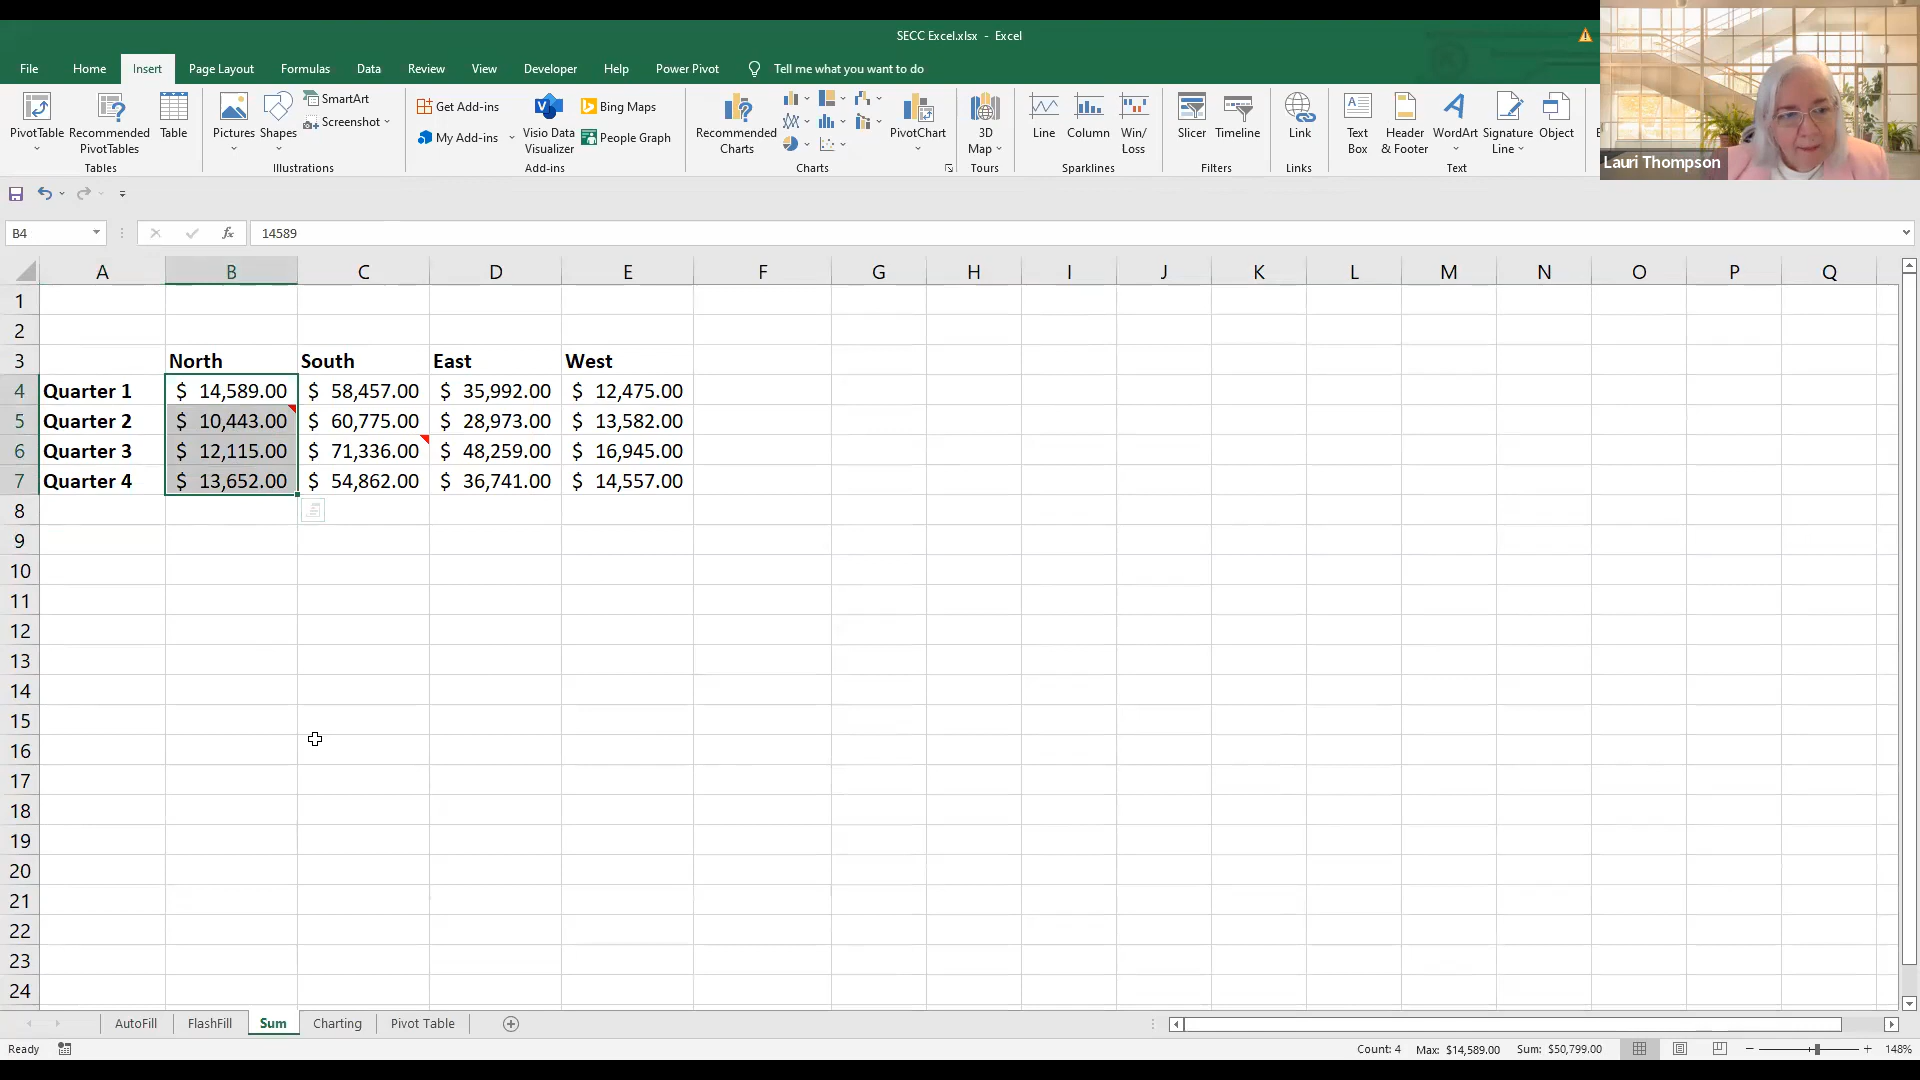 SECC Excel.xlsx - Excel
File Home Insert Page Layout Formulas Data Review View Developer Help Power Pivot Tell me what you want to do
PivotTable
Recommended PivotTables
Table
Tables
Pictures
Shapes
SmartArt
Screenshot
Illustrations
Get Add-ins
My Add-ins
Visio Data Visualizer
Bing Maps
People Graph
Add-ins
Recommended Charts
PivotChart
Charts
3D Map
Tours
Line
Column
Win/Loss
Sparklines
Slicer
Timeline
Filters
Link
Links
Text Box
Header & Footer
WordArt
Signature Line
Object
Text
Lauri Thompson
B4 fx 14589
A B C D E F G H I J K L M N O P Q
1
2
3 North South East West
4 Quarter 1 $ 14,589.00 $ 58,457.00 $ 35,992.00 $ 12,475.00
5 Quarter 2 $ 10,443.00 $ 60,775.00 $ 28,973.00 $ 13,582.00
6 Quarter 3 $ 12,115.00 $ 71,336.00 $ 48,259.00 $ 16,945.00
7 Quarter 4 $ 13,652.00 $ 54,862.00 $ 36,741.00 $ 14,557.00
8
9
10
11
12
13
14
15
16
17
18
19
20
21
22
23
24
AutoFill FlashFill Sum Charting Pivot Table
Ready Count: 4 Max: $14,589.00 Sum: $50,799.00 148%